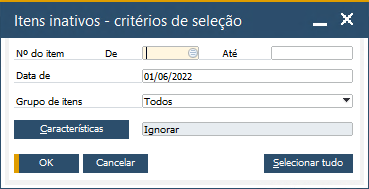 Itens inativos - critérios de seleção
Nº do item De Até
Data de 01/06/2022
Grupo de itens Todos
Características Ignorar
OK Cancelar Selecionar tudo